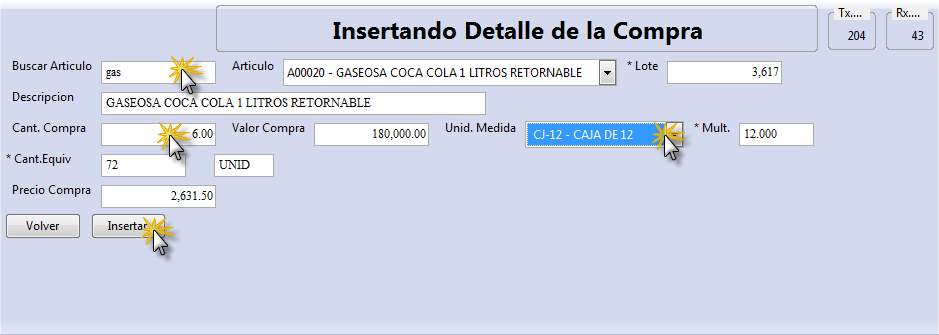 Insertando Detalle de la Compra
Tx.... Rx....
204 43
Buscar Articulo gas Articulo A00020 - GASEOSA COCA COLA 1 LITROS RETORNABLE * Lote 3,617
Descripcion GASEOSA COCA COLA 1 LITROS RETORNABLE
Cant. Compra 6.00 Valor Compra 180,000.00 Unid. Medida CJ-12 - CAJA DE 12 * Mult. 12.000
* Cant.Equiv 72 UNID
Precio Compra 2,631.50
Volver Insertar